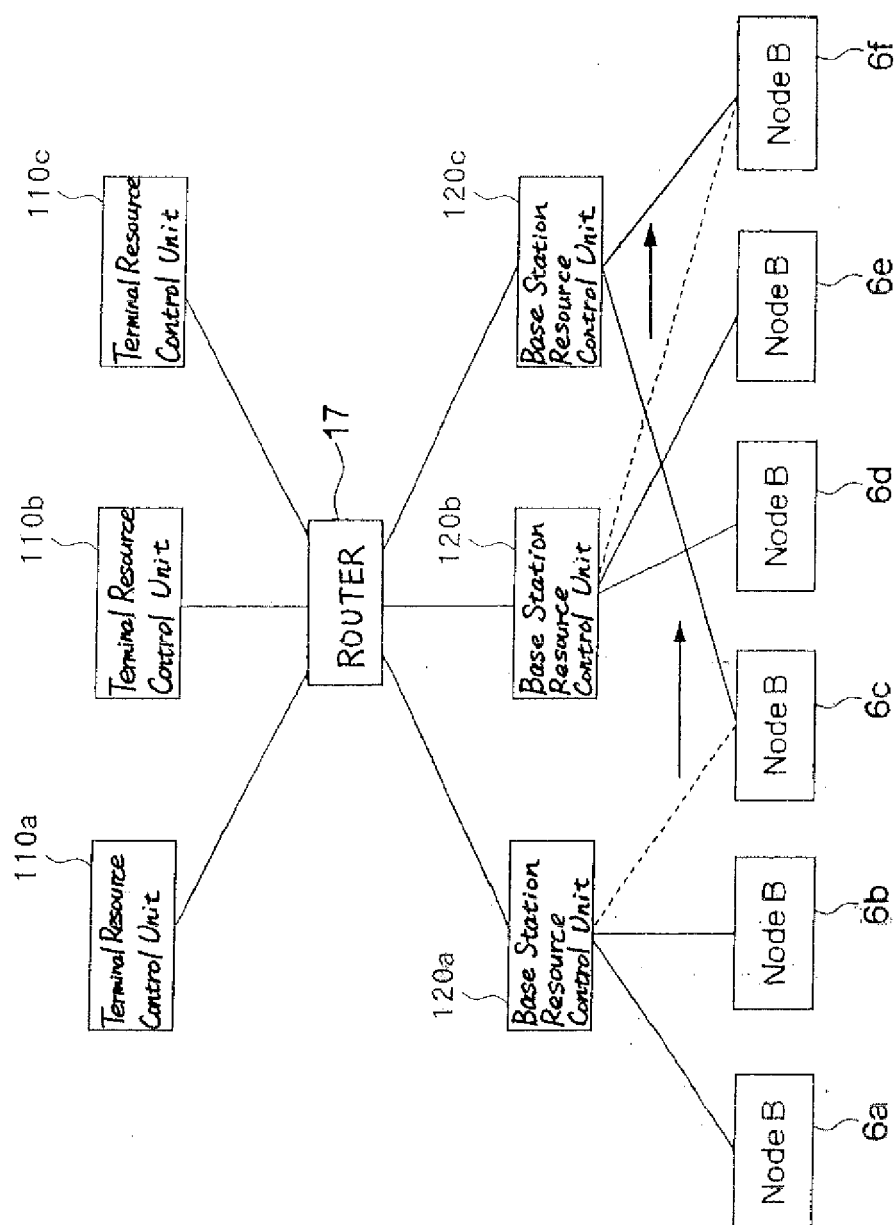 110a
Terminal Resource
Control Unit
110b
Terminal Resource
Control Unit
110c
Terminal Resource
Control Unit
17
ROUTER
120a
Base Station
Resource
Control Unit
120b
Base Station
Resource
Control Unit
120c
Base Station
Resource
Control Unit
Node B
6a
Node B
6b
Node B
6c
Node B
6d
Node B
6e
Node B
6f